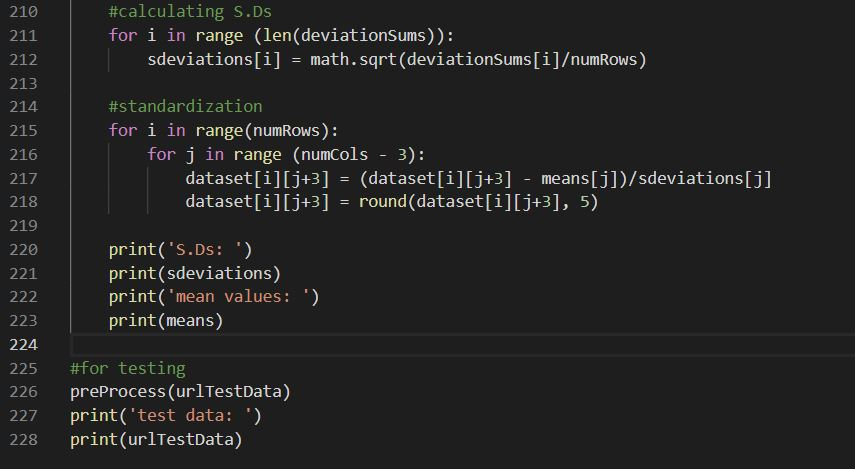 210 #calculating S.Ds
211 for i in range (len(deviationSums)):
212 sdeviations[i] = math.sqrt(deviationSums[i]/numRows)
213
214 #standardization
215 for i in range(numRows):
216 for j in range (numCols - 3):
217 dataset[i][j+3] = (dataset[i][j+3] - means[j])/sdeviations[j]
218 dataset[i][j+3] = round(dataset[i][j+3], 5)
219
220 print('S.Ds: ')
221 print(sdeviations)
222 print('mean values: ')
223 print(means)
224
225 #for testing
226 preProcess(urlTestData)
227 print('test data: ')
228 print(urlTestData)